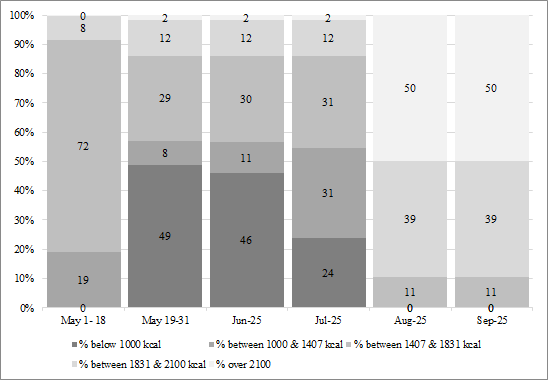 100%
90%
80%
70%
60%
50%
40%
30%
20%
10%
0%
0 2 2 2
8 12 12 12
72 29 30 31 50 50
8 11 31 39 39
19 49 46 24 11 11
0 0 0
May 1- 18 May 19-31 Jun-25 Jul-25 Aug-25 Sep-25
% below 1000 kcal % between 1000 & 1407 kcal % between 1407 & 1831 kcal
% between 1831 & 2100 kcal % over 2100